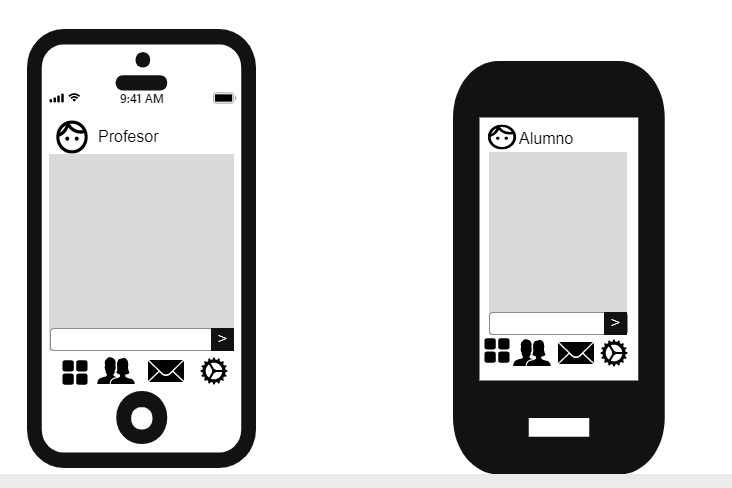 9:41 AM
Profesor
>
Alumno
>